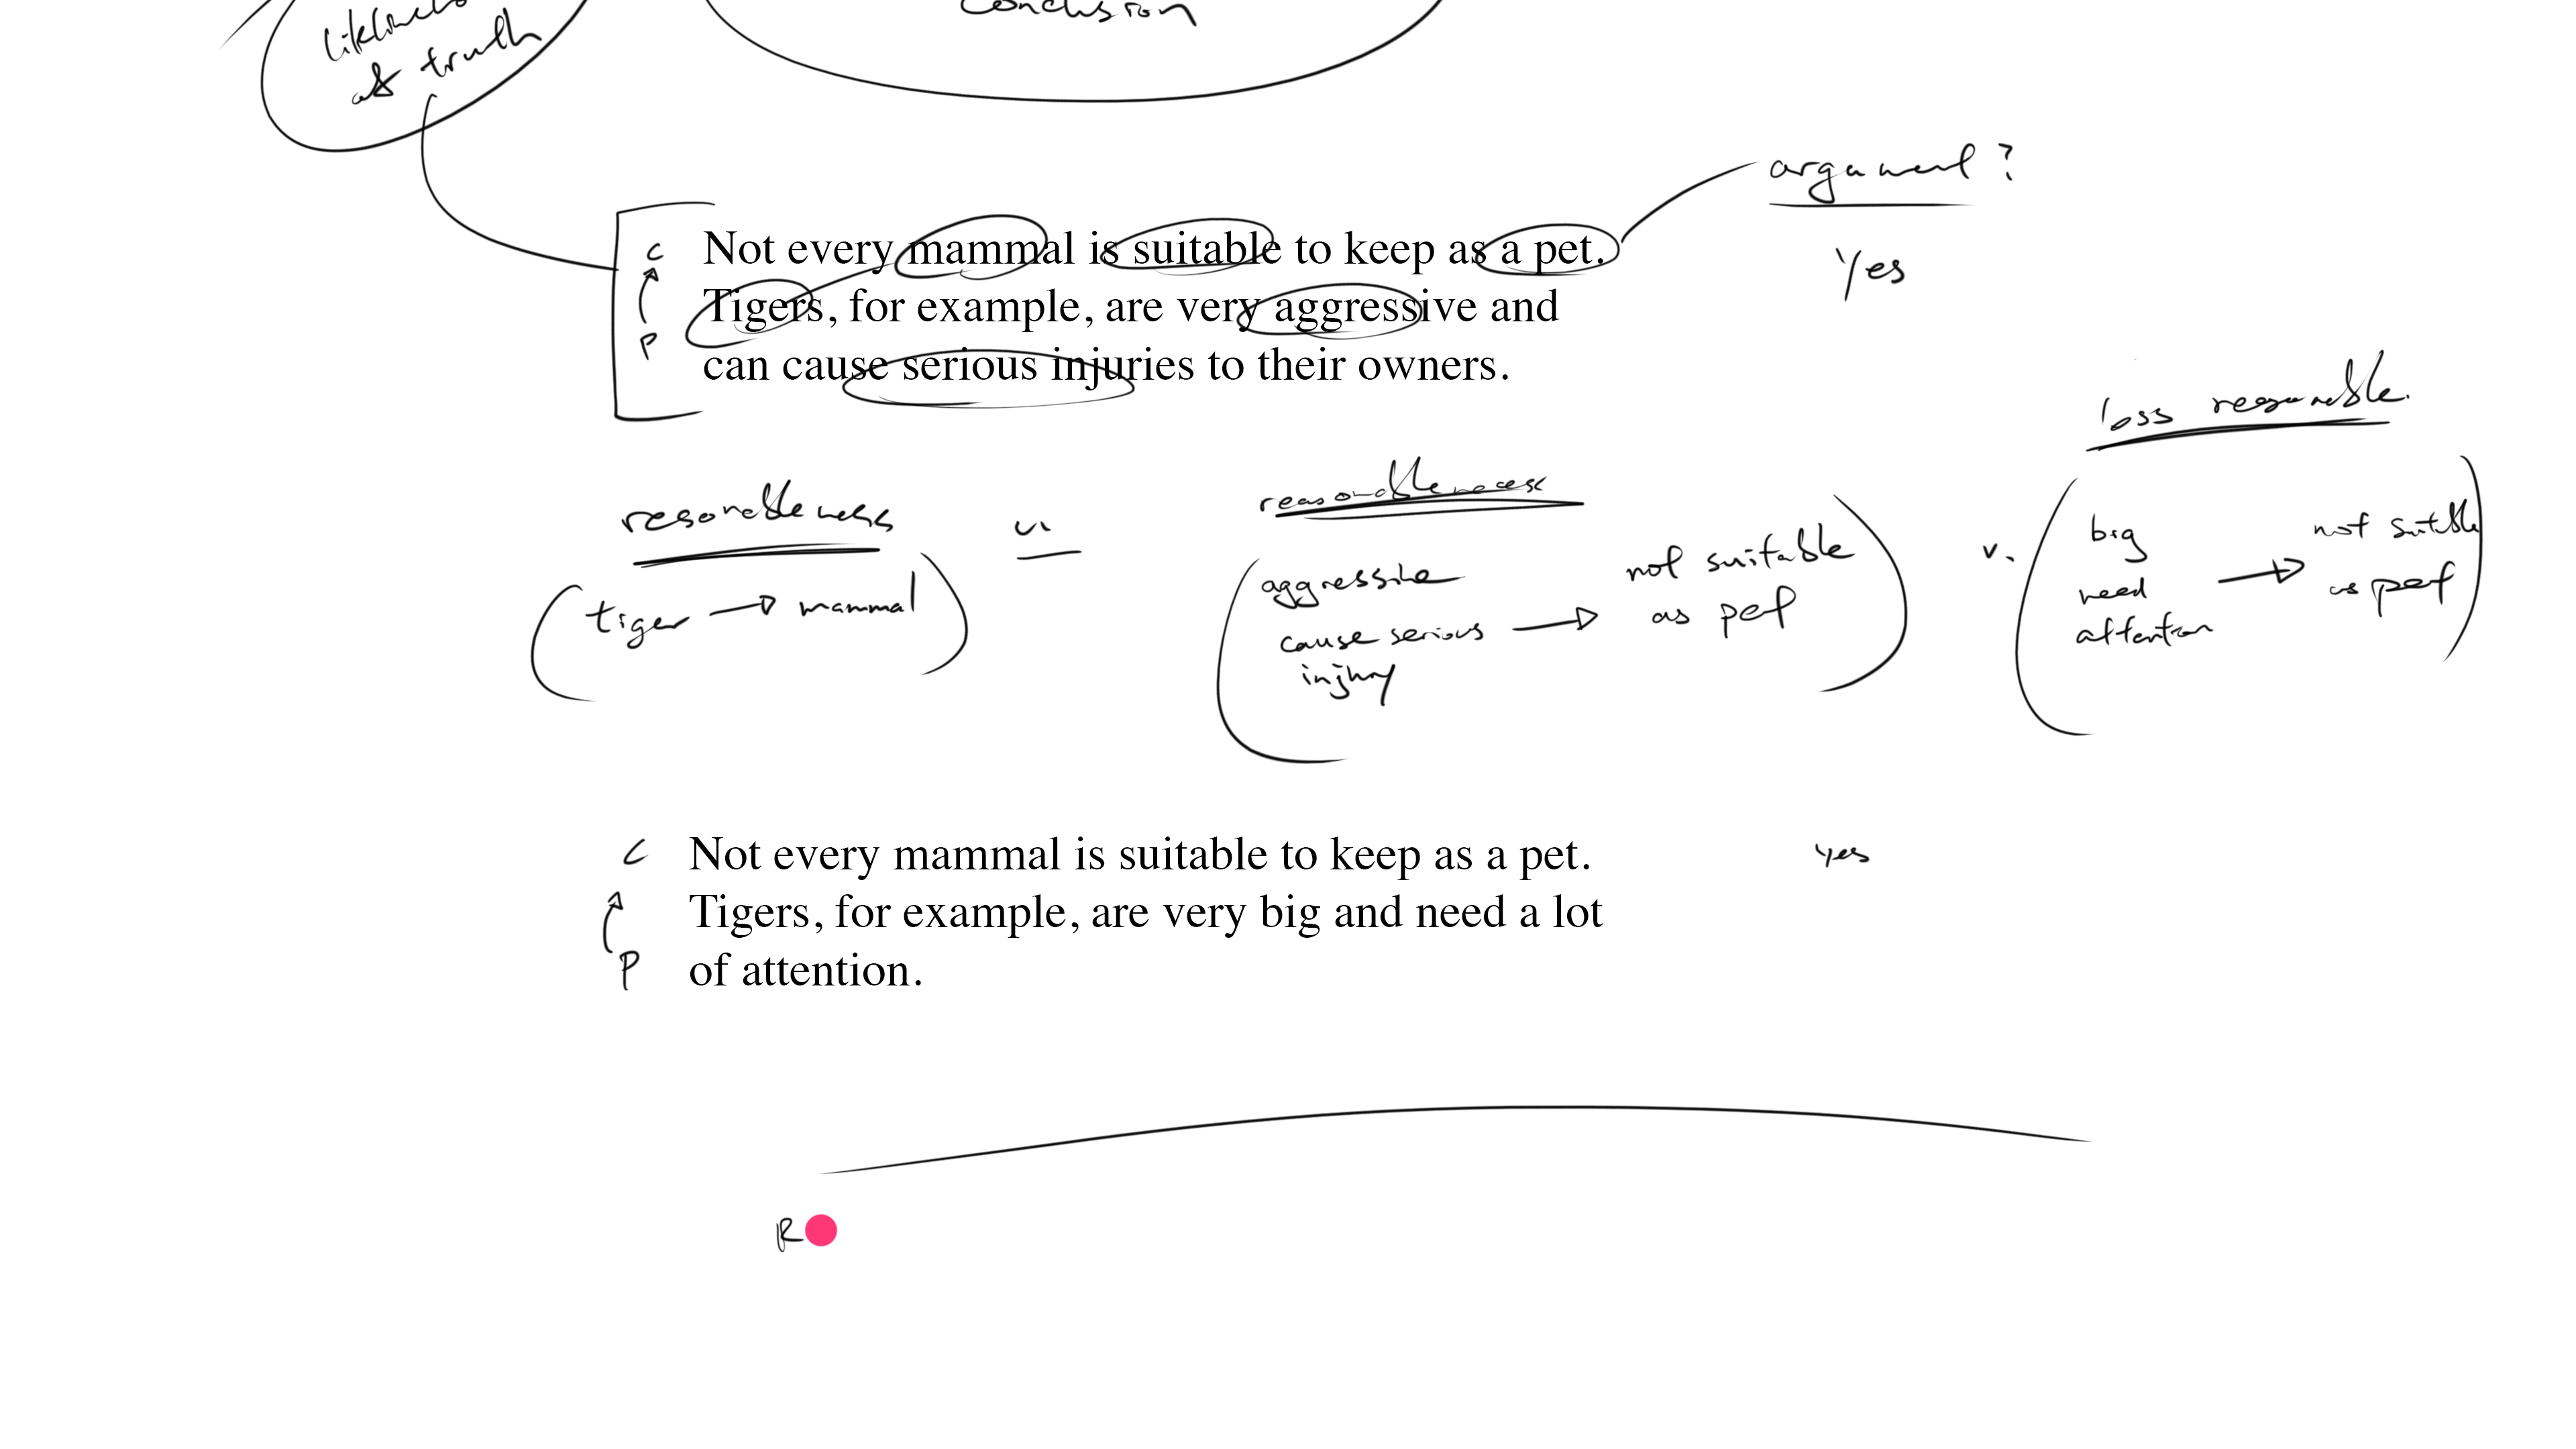 conclusion
truth
argument?
C Not every mammal is suitable to keep as a pet.
Yes
Tigers, for example, are very aggressive and
P can cause serious injuries to their owners.
less reasonable.
reasonableness
v.
reasonableness
tiger → mammal
aggressive
cause serious
injury
→ not suitable
as pet
v.
big
need
attention
→ not suitable
as pet
C Not every mammal is suitable to keep as a pet.
yes
Tigers, for example, are very big and need a lot
P of attention.
R